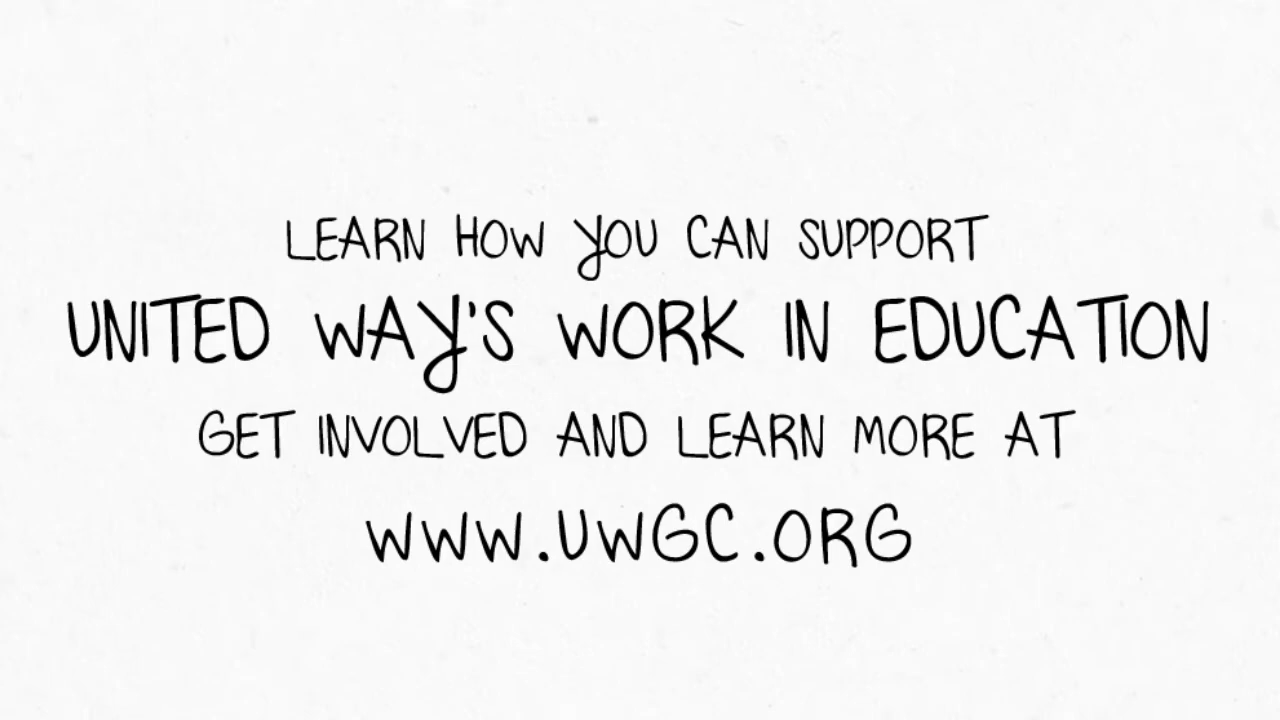 LEARN HOW YOU CAN SUPPORT
UNITED WAY'S WORK IN EDUCATION
GET INVOLVED AND LEARN MORE AT
WWW.UWGC.ORG